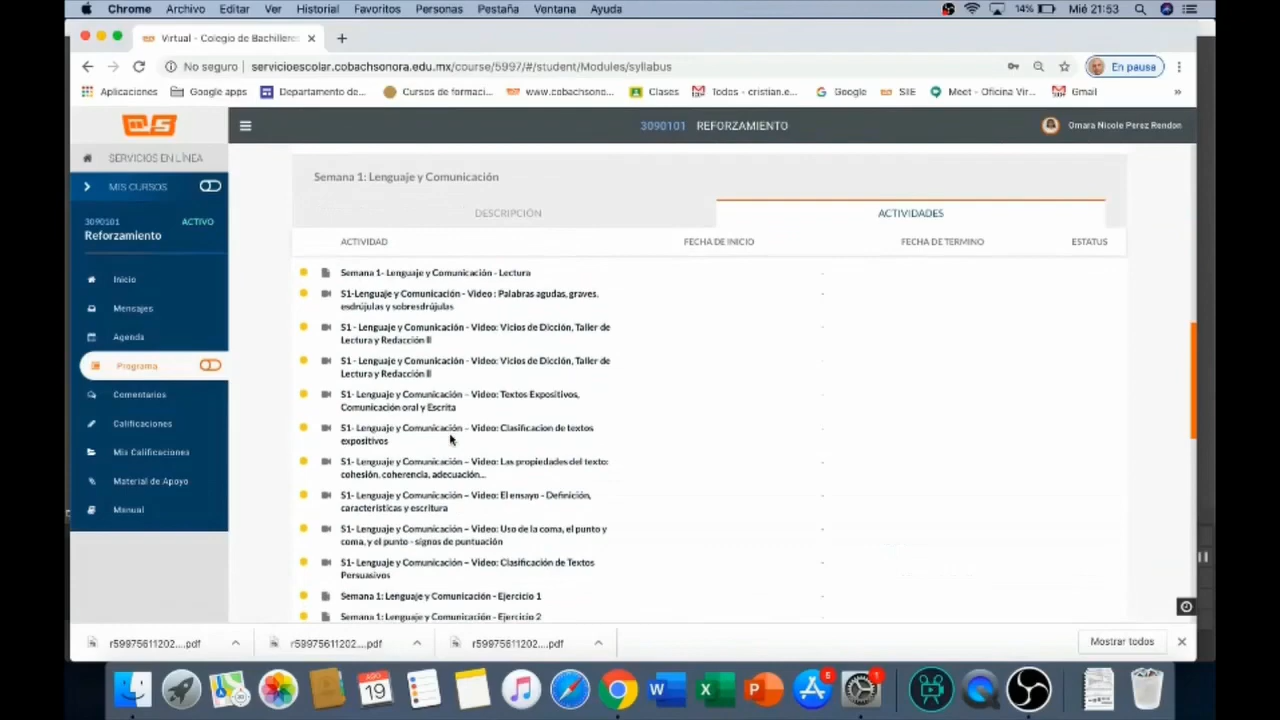 Chrome Archivo Editar Ver Historial Favoritos Personas Pestaña Ventana Ayuda 14% Mié 21:53
Virtual - Colegio de Bachillere
No seguro servicioescolar.cobachsonora.edu.mx/course/5997/#/student/Modules/syllabus En pausa
Aplicaciones Google apps Departamento de... Cursos de formaci... www.cobachsono... Clases Todos - cristian.e... Google SIIE Meet - Oficina Vir... Gmail »
3090101 REFORZAMIENTO Omara Nicole Perez Rendon
SERVICIOS EN LÍNEA
MIS CURSOS
3090101 ACTIVO
Reforzamiento
Inicio
Mensajes
Agenda
Programa
Comentarios
Calificaciones
Mis Calificaciones
Material de Apoyo
Manual
Semana 1: Lenguaje y Comunicación
DESCRIPCIÓN ACTIVIDADES
ACTIVIDAD FECHA DE INICIO FECHA DE TERMINO ESTATUS
Semana 1- Lenguaje y Comunicación - Lectura -
S1-Lenguaje y Comunicación - Video : Palabras agudas, graves, -
esdrújulas y sobresdrújulas
S1 - Lenguaje y Comunicación - Video: Vicios de Dicción, Taller de -
Lectura y Redacción II
S1 - Lenguaje y Comunicación - Video: Vicios de Dicción, Taller de -
Lectura y Redacción II
S1- Lenguaje y Comunicación – Video: Textos Expositivos, -
Comunicación oral y Escrita
S1- Lenguaje y Comunicación – Video: Clasificacion de textos -
expositivos
S1- Lenguaje y Comunicación – Video: Las propiedades del texto: -
cohesión, coherencia, adecuación...
S1- Lenguaje y Comunicación – Video: El ensayo - Definición, -
características y escritura
S1- Lenguaje y Comunicación – Video: Uso de la coma, el punto y -
coma, y el punto - signos de puntuación
S1- Lenguaje y Comunicación – Video: Clasificación de Textos -
Persuasivos
Semana 1: Lenguaje y Comunicación - Ejercicio 1 -
Semana 1: Lenguaje y Comunicación - Ejercicio 2 -
r59975611202....pdf r59975611202....pdf r59975611202....pdf Mostrar todos
AGO
19
W X P 5 1